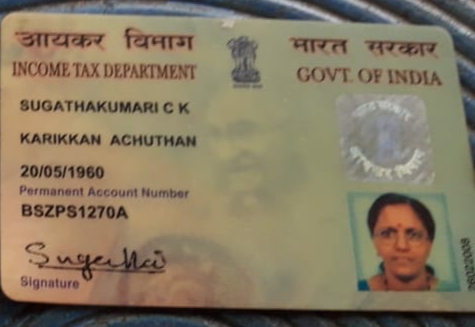 आयकर विभाग
भारत सरकार
INCOME TAX DEPARTMENT
GOVT. OF INDIA
SUGATHAKUMARI C K
KARIKKAN ACHUTHAN
20/05/1960
Permanent Account Number
BSZPS1270A
Signature